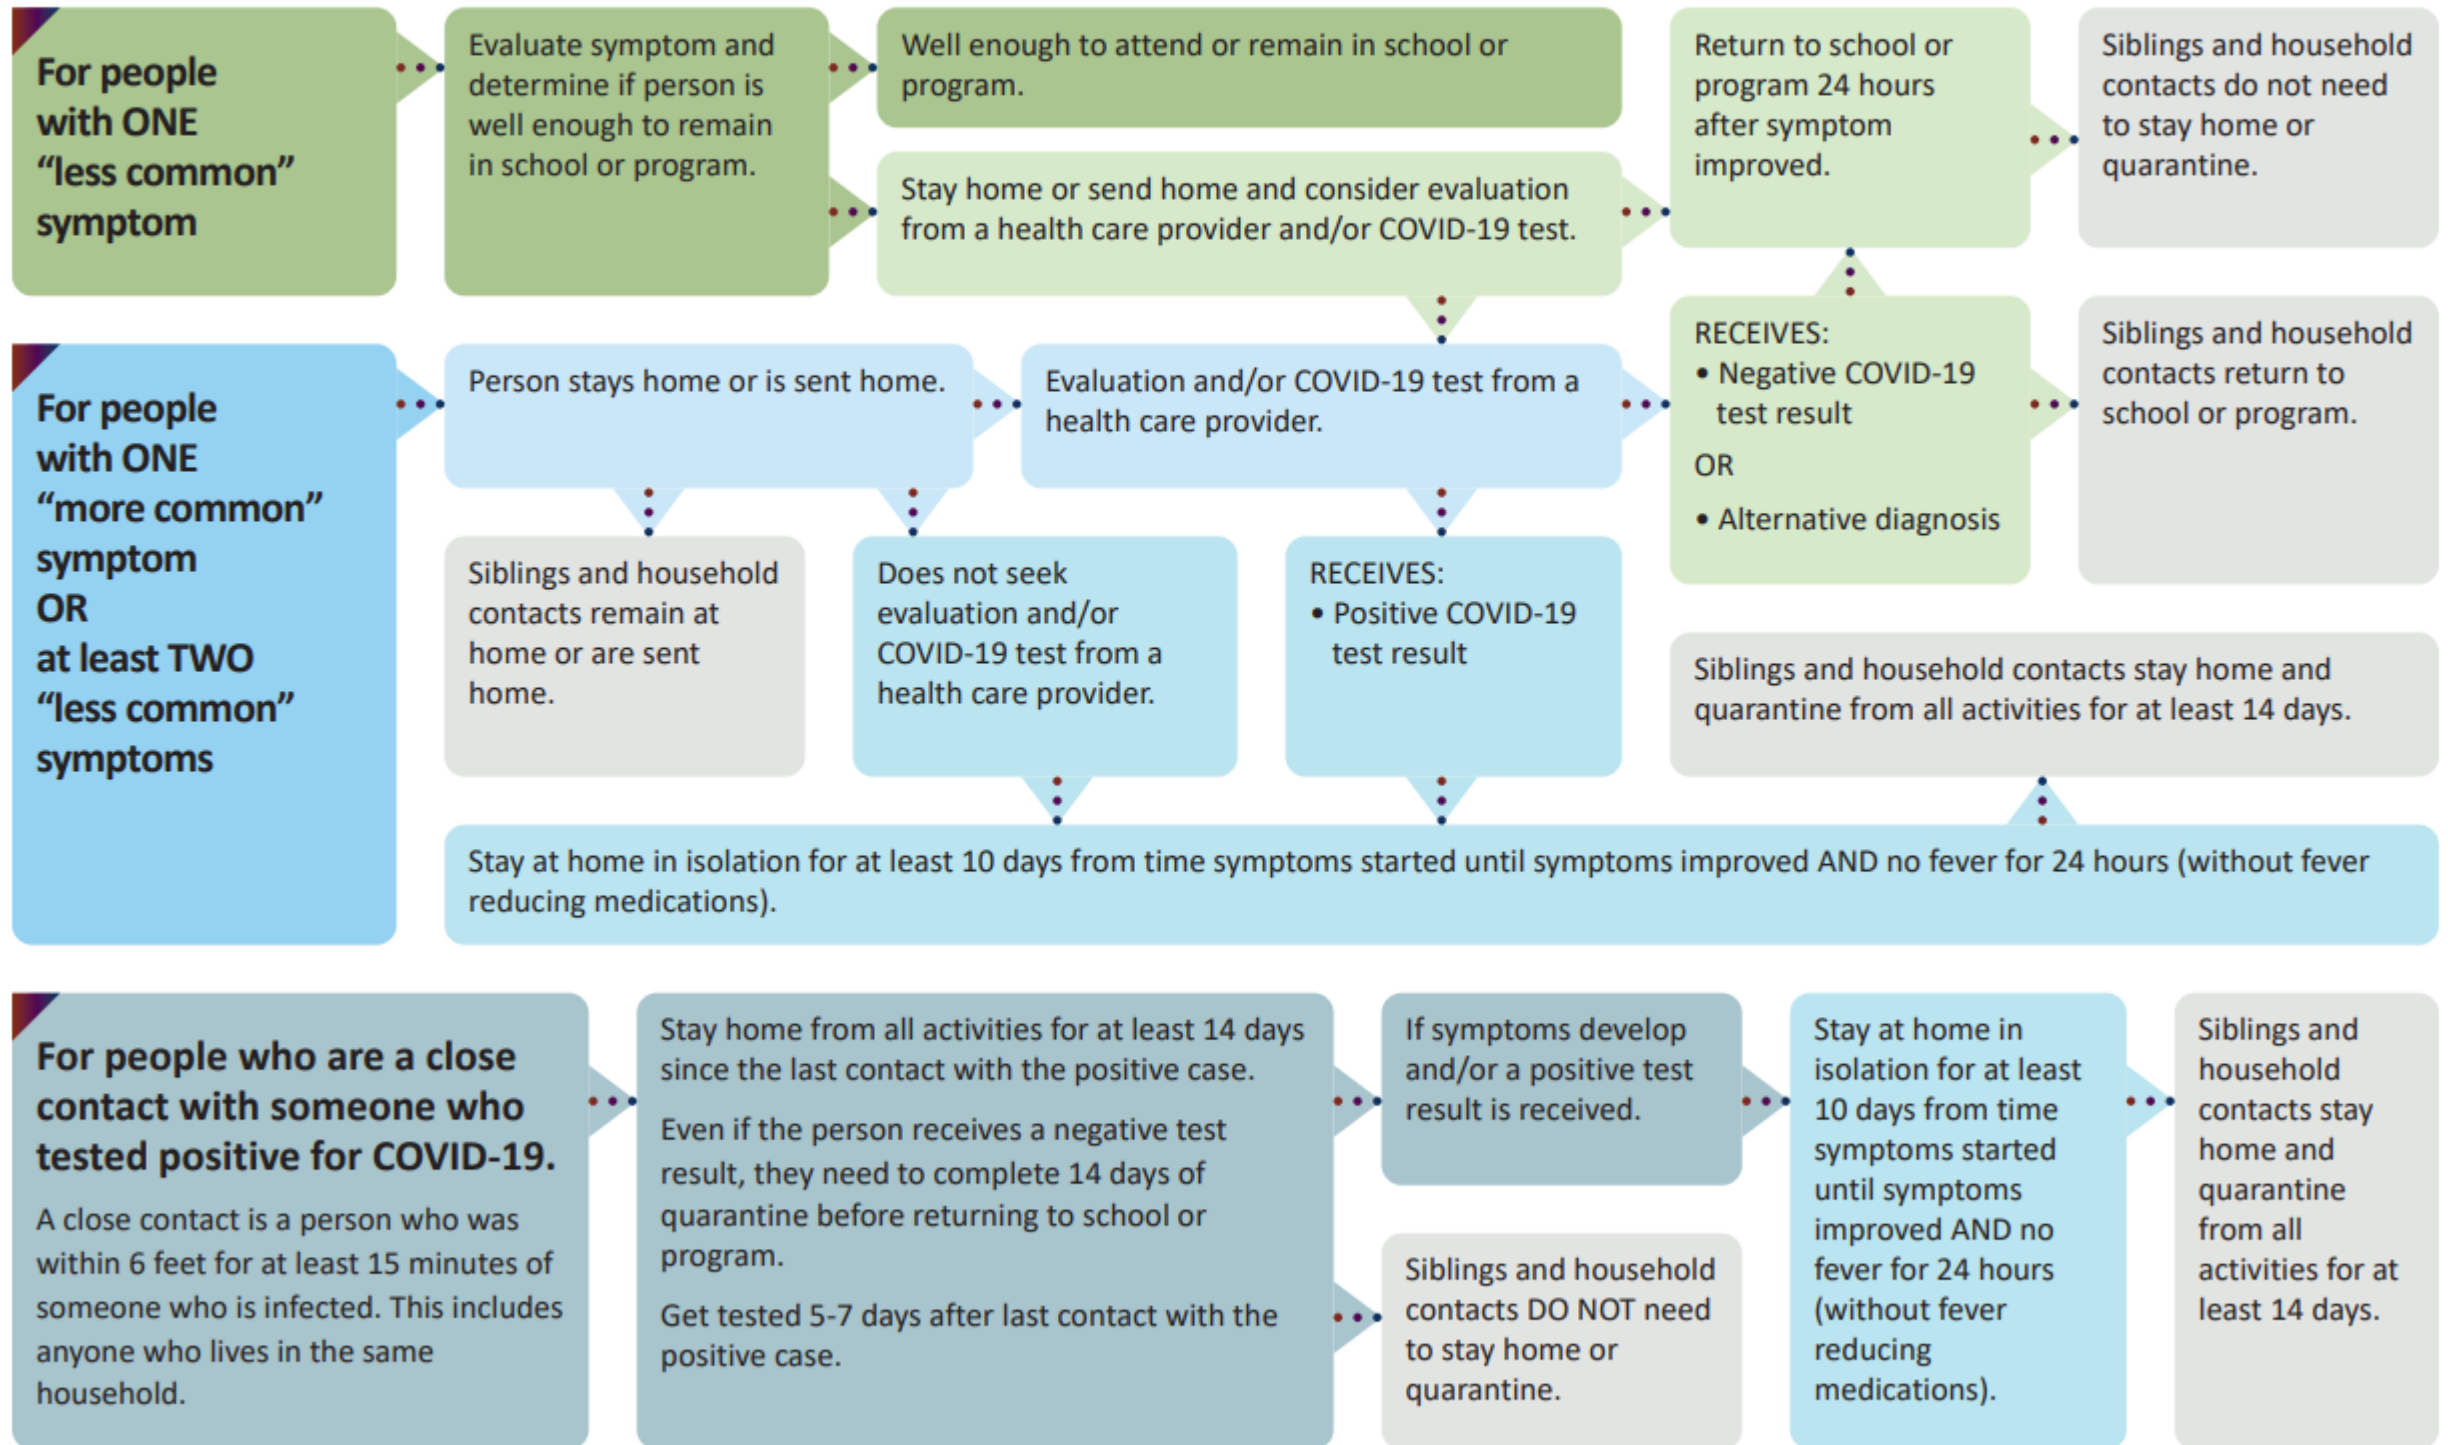 For people
with ONE
“less common”
symptom
Evaluate symptom and
determine if person is
well enough to remain
in school or program.
Well enough to attend or remain in school or
program.
Stay home or send home and consider evaluation
from a health care provider and/or COVID-19 test.
Return to school or
program 24 hours
after symptom
improved.
Siblings and household
contacts do not need
to stay home or
quarantine.
For people
with ONE
“more common”
symptom
OR
at least TWO
“less common”
symptoms
Person stays home or is sent home.
Evaluation and/or COVID-19 test from a
health care provider.
RECEIVES:
• Negative COVID-19
test result
OR
• Alternative diagnosis
Siblings and household
contacts return to
school or program.
Siblings and household
contacts remain at
home or are sent
home.
Does not seek
evaluation and/or
COVID-19 test from a
health care provider.
RECEIVES:
• Positive COVID-19
test result
Siblings and household contacts stay home and
quarantine from all activities for at least 14 days.
Stay at home in isolation for at least 10 days from time symptoms started until symptoms improved AND no fever for 24 hours (without fever
reducing medications).
For people who are a close
contact with someone who
tested positive for COVID-19.
A close contact is a person who was
within 6 feet for at least 15 minutes of
someone who is infected. This includes
anyone who lives in the same
household.
Stay home from all activities for at least 14 days
since the last contact with the positive case.
Even if the person receives a negative test
result, they need to complete 14 days of
quarantine before returning to school or
program.
Get tested 5-7 days after last contact with the
positive case.
If symptoms develop
and/or a positive test
result is received.
Siblings and household
contacts DO NOT need
to stay home or
quarantine.
Stay at home in
isolation for at least
10 days from time
symptoms started
until symptoms
improved AND no
fever for 24 hours
(without fever
reducing
medications).
Siblings and
household
contacts stay
home and
quarantine
from all
activities for at
least 14 days.